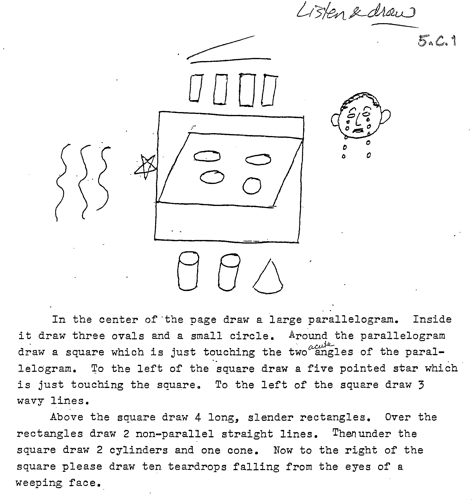 Listen & draw
5.C.1
In the center of the page draw a large parallelogram. Inside
it draw three ovals and a small circle. Around the parallelogram
draw a square which is just touching the two acute angles of the paral-
lelogram. To the left of the square draw a five pointed star which
is just touching the square. To the left of the square draw 3
wavy lines.
Above the square draw 4 long, slender rectangles. Over the
rectangles draw 2 non-parallel straight lines. Then under the
square draw 2 cylinders and one cone. Now to the right of the
square please draw ten teardrops falling from the eyes of a
weeping face.